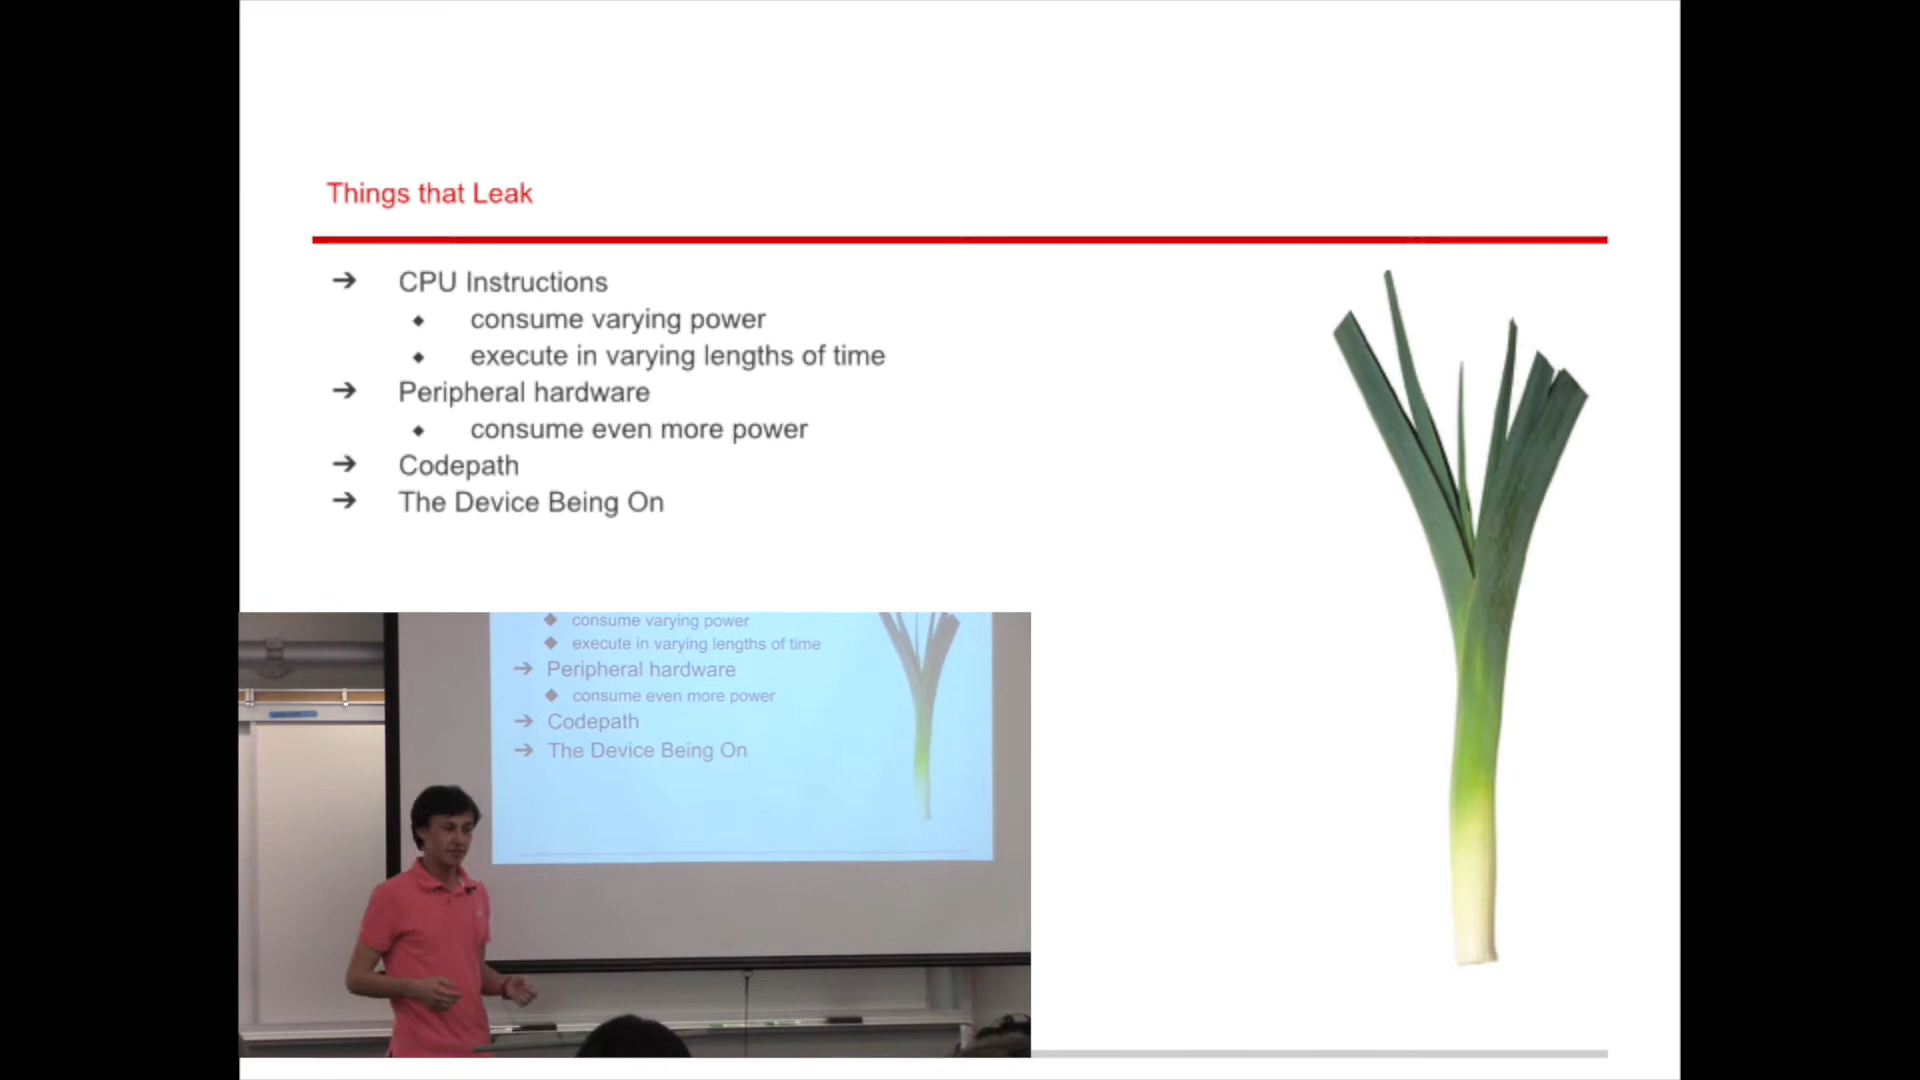 Things that Leak
➔ CPU Instructions
◆ consume varying power
◆ execute in varying lengths of time
➔ Peripheral hardware
◆ consume even more power
➔ Codepath
➔ The Device Being On
◆ consume varying power
◆ execute in varying lengths of time
➔ Peripheral hardware
◆ consume even more power
➔ Codepath
➔ The Device Being On